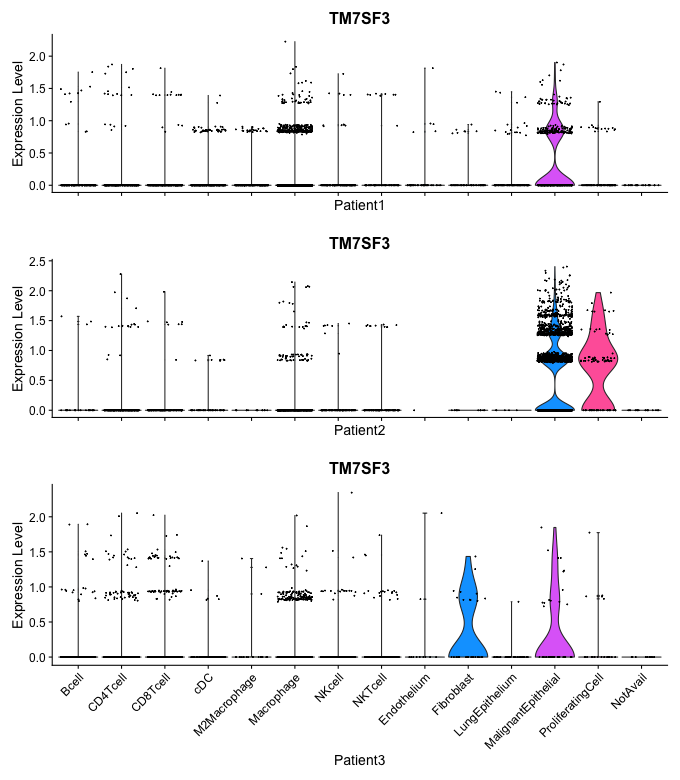 TM7SF3
Expression Level
2.0
1.5
1.0
0.5
0.0
Patient1
TM7SF3
Expression Level
2.5
2.0
1.5
1.0
0.5
0.0
Patient2
TM7SF3
Expression Level
2.0
1.5
1.0
0.5
0.0
Bcell
CD4Tcell
CD8Tcell
cDC
M2Macrophage
Macrophage
NKcell
NKTcell
Endothelium
Fibroblast
LungEpithelium
MalignantEpithelial
ProliferatingCell
NotAvail
Patient3